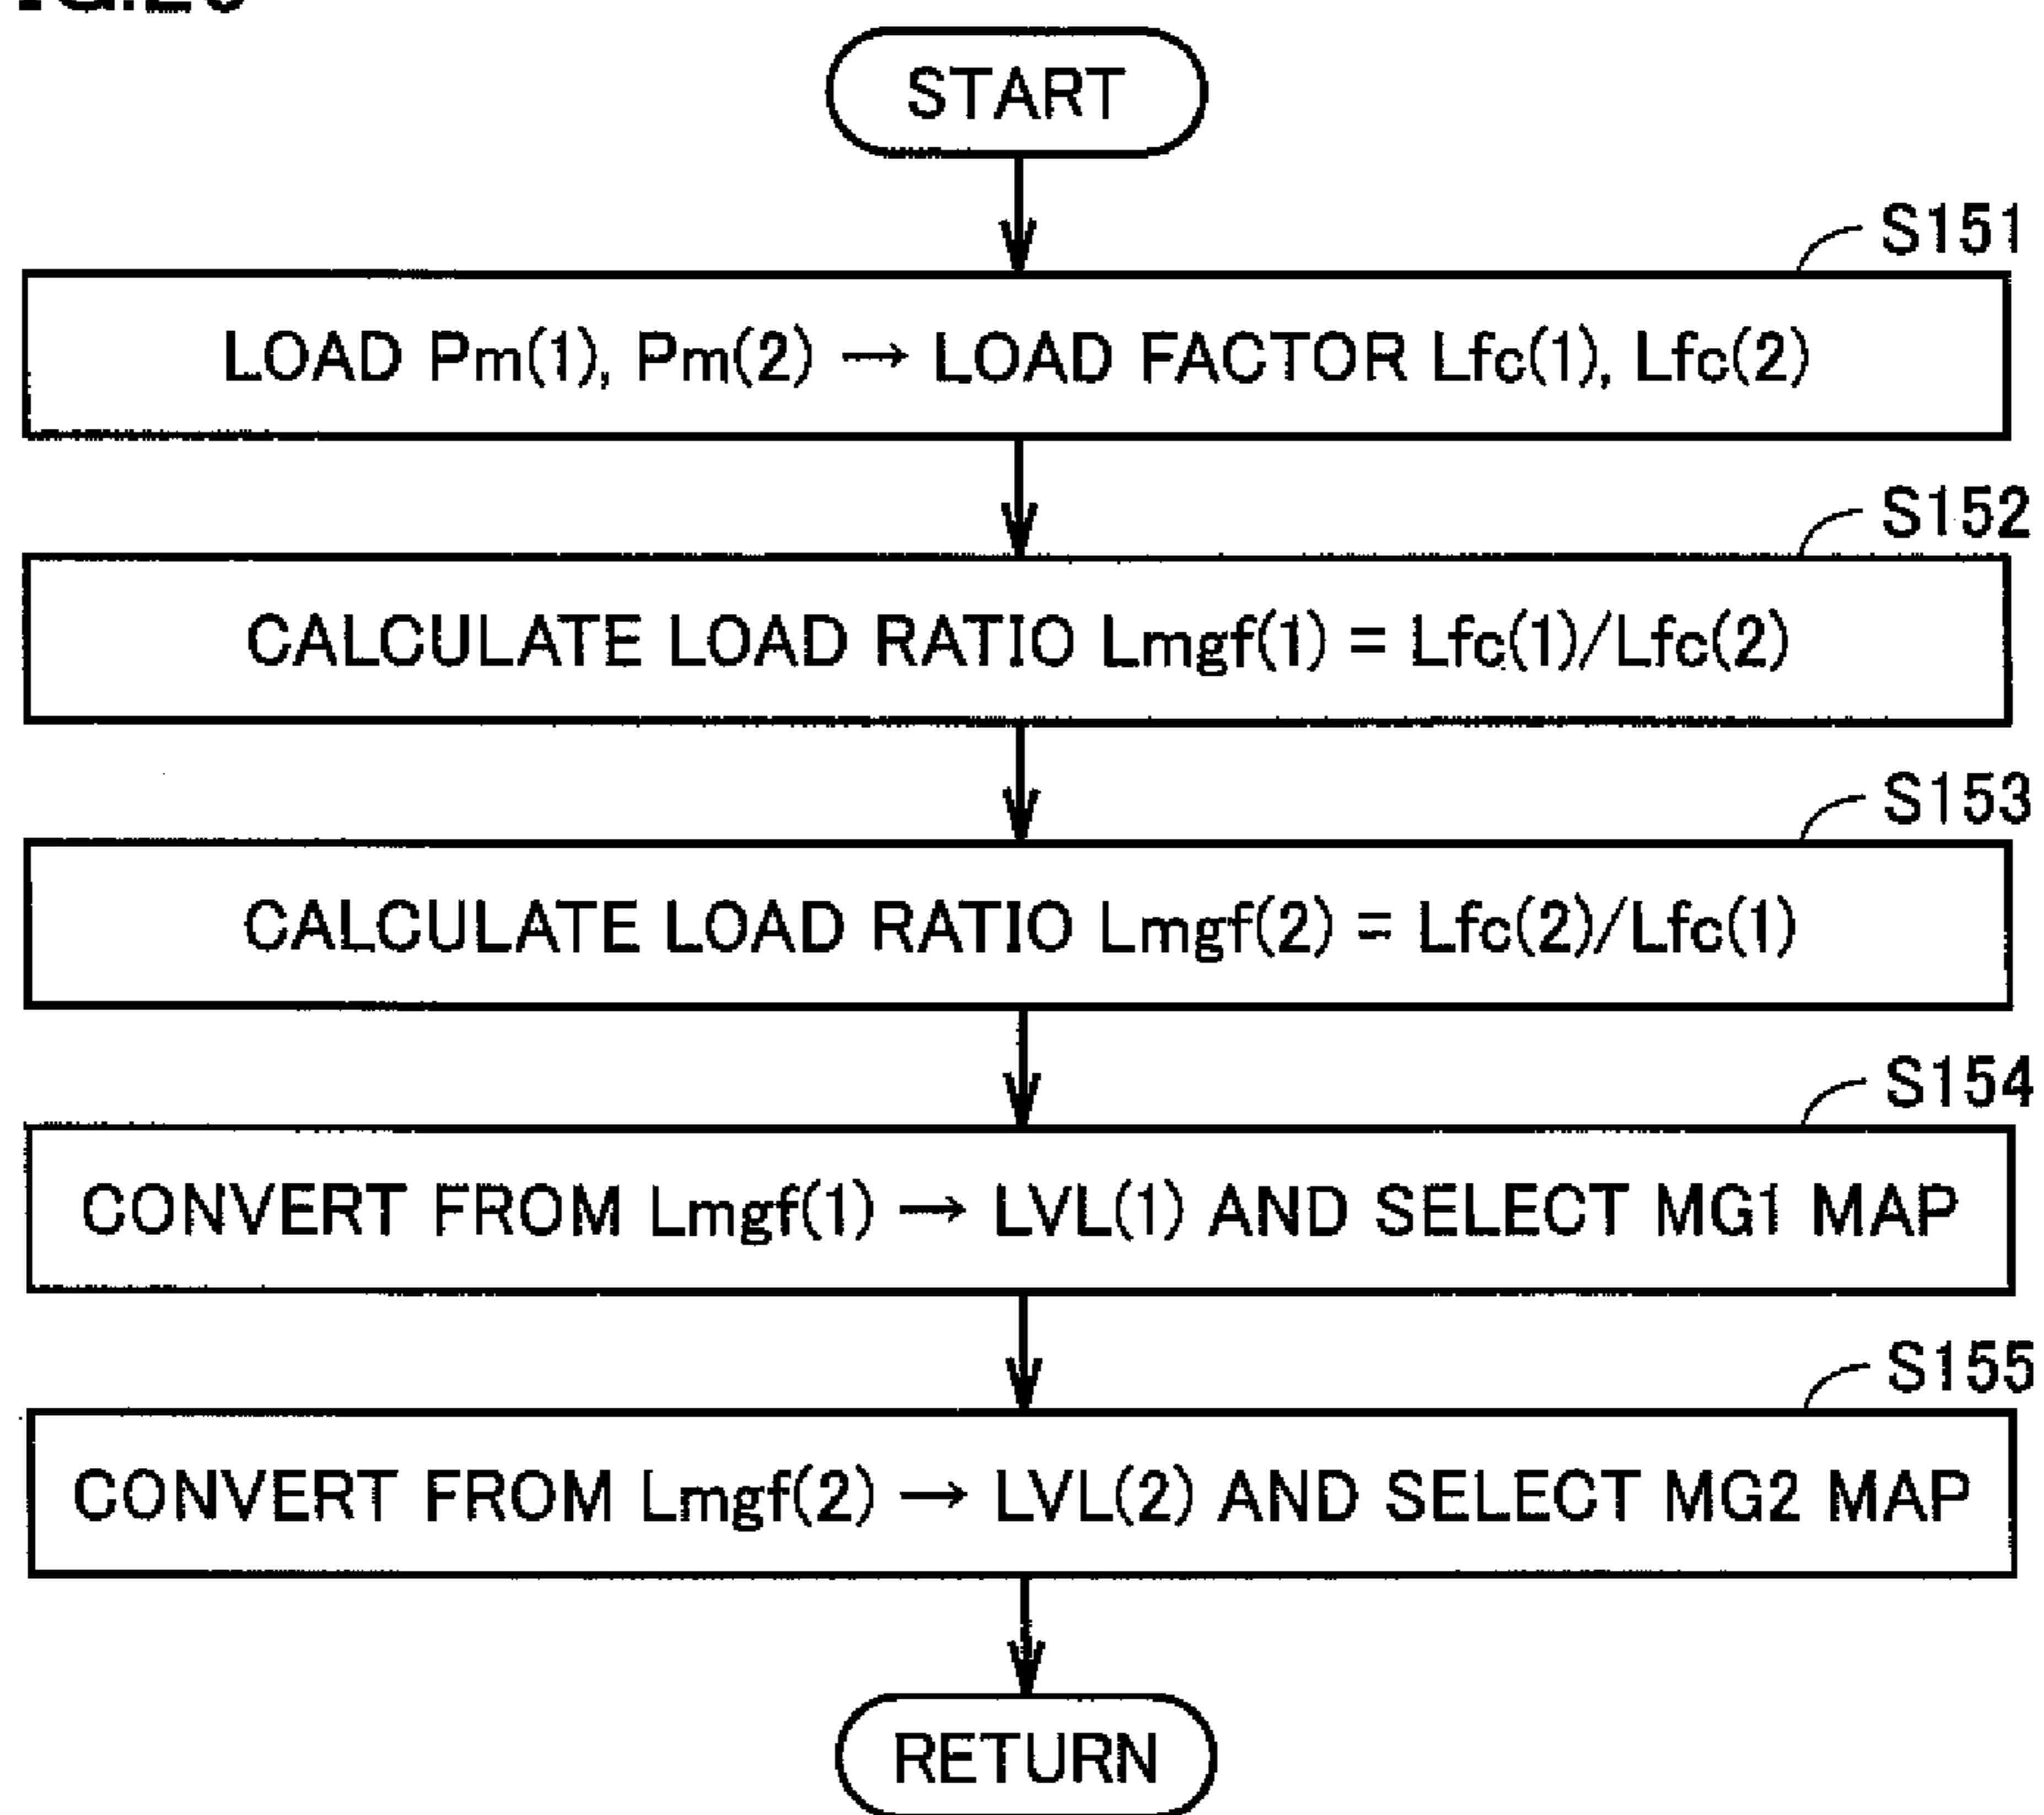 START
S151
LOAD Pm(1), Pm(2) → LOAD FACTOR Lfc(1), Lfc(2)
S152
CALCULATE LOAD RATIO Lmgf(1) = Lfc(1)/Lfc(2)
S153
CALCULATE LOAD RATIO Lmgf(2) = Lfc(2)/Lfc(1)
S154
CONVERT FROM Lmgf(1) → LVL(1) AND SELECT MG1 MAP
S155
CONVERT FROM Lmgf(2) → LVL(2) AND SELECT MG2 MAP
RETURN